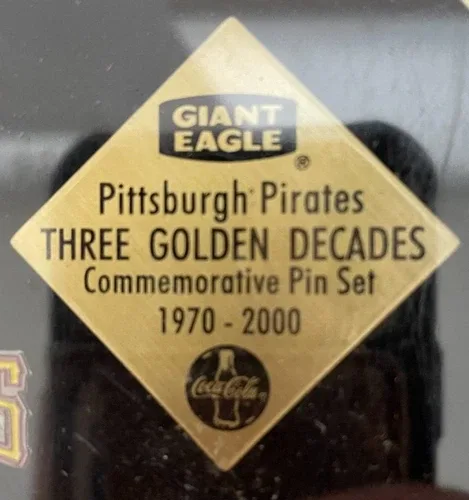 GIANT
EAGLE
®
Pittsburgh Pirates
THREE GOLDEN DECADES
Commemorative Pin Set
1970 - 2000
Coca-Cola
S